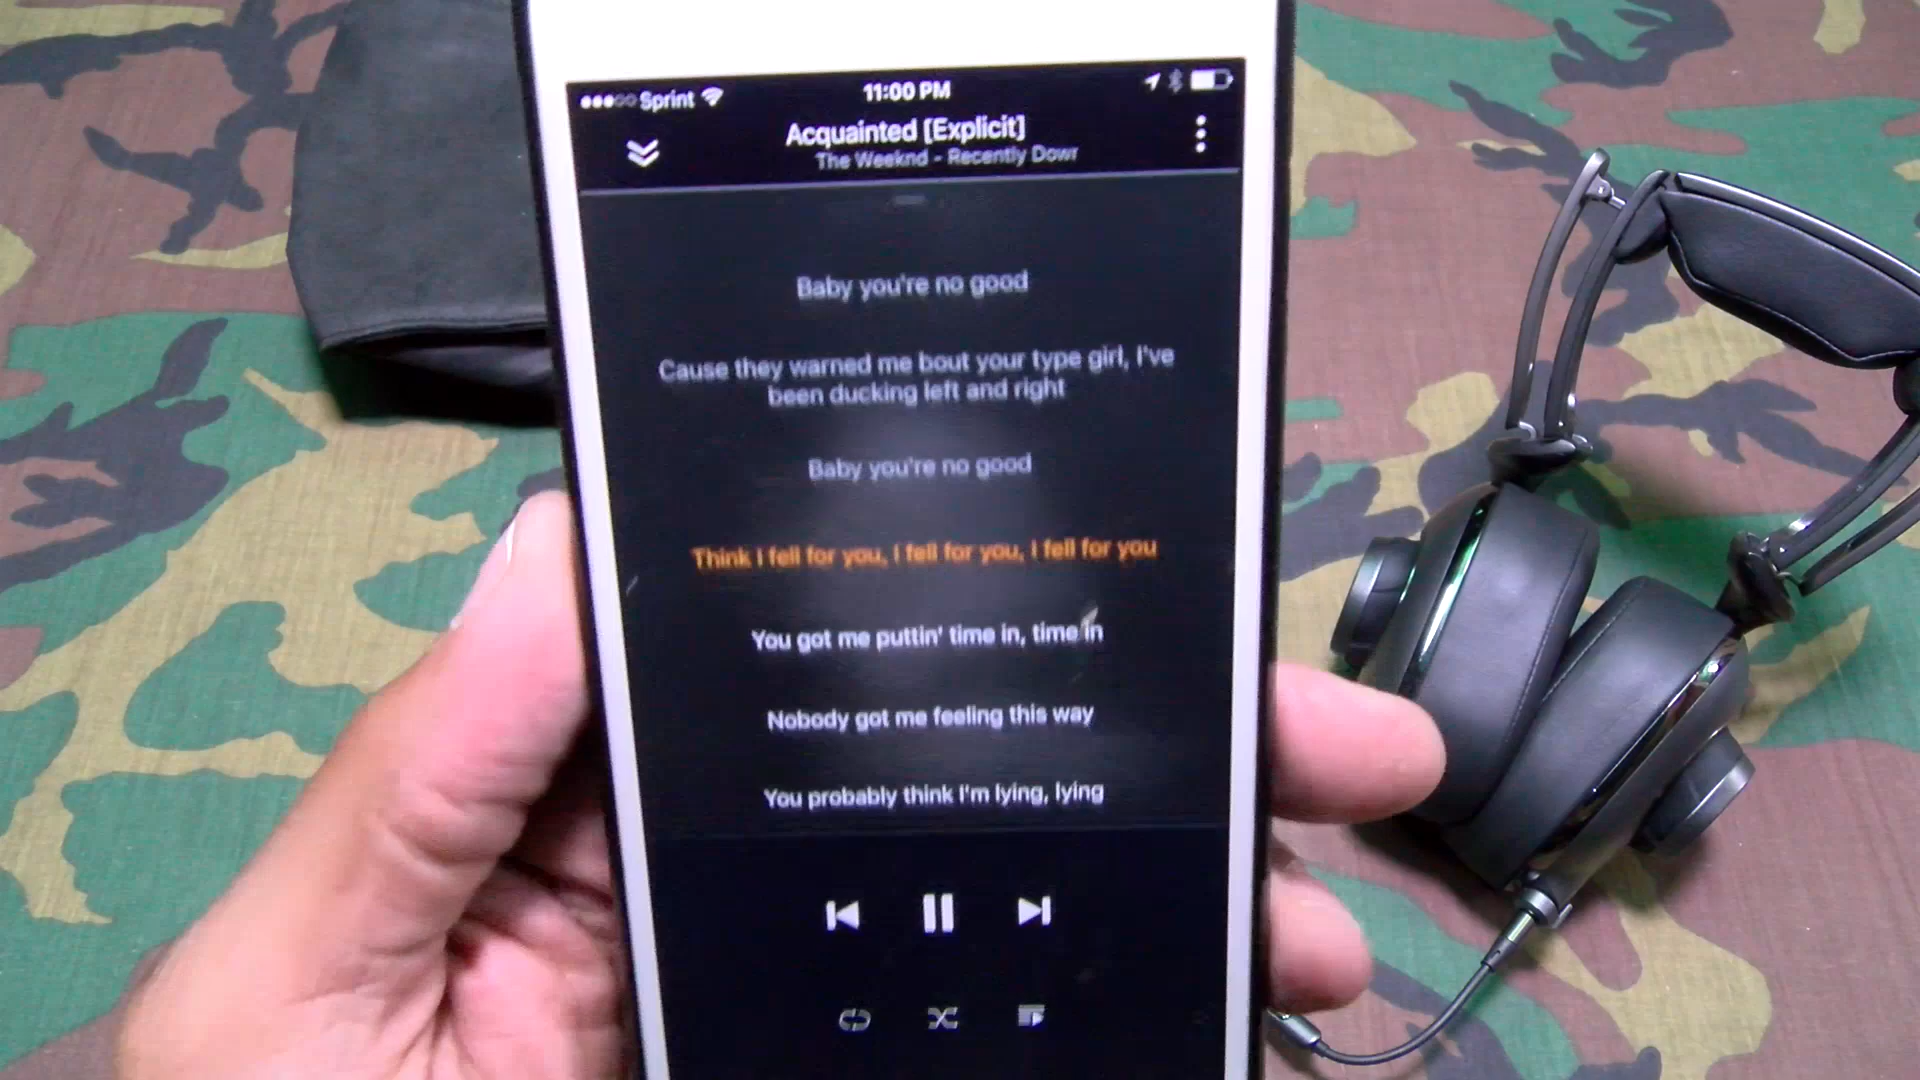 Sprint 11:00 PM
Acquainted [Explicit]
The Weeknd - Recently Dowr
Baby you're no good
Cause they warned me bout your type girl, I've
been ducking left and right
Baby you're no good
Think I fell for you, I fell for you, I fell for you
You got me puttin' time in, time in
Nobody got me feeling this way
You probably think I'm lying, lying